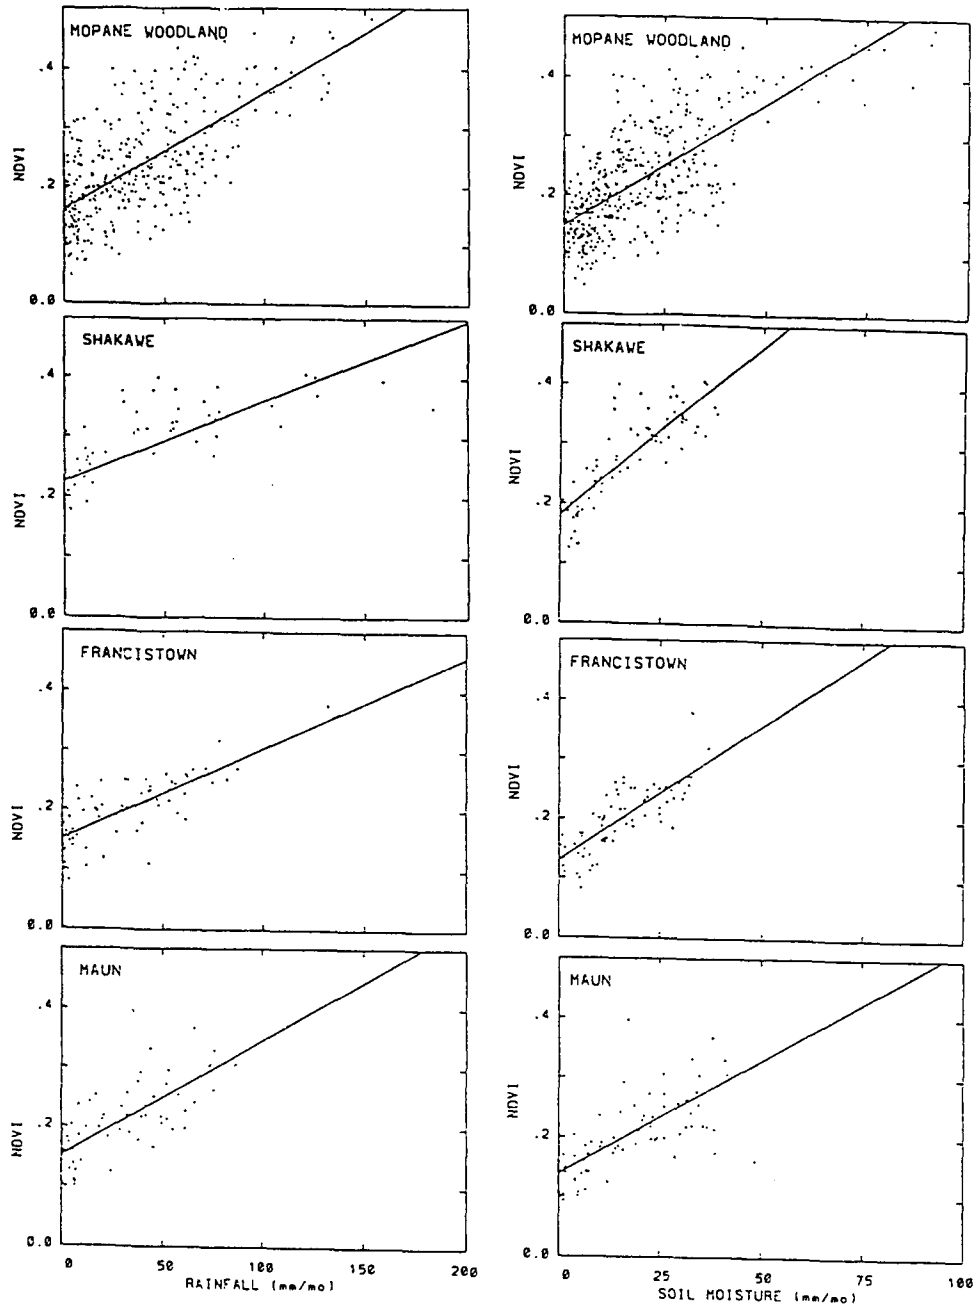 MOPANE WOODLAND
.4
NDVI
.2
0.0
MOPANE WOODLAND
.4
NDVI
.2
0.0
SHAKAWE
.4
NDVI
.2
0.0
SHAKAWE
.4
NDVI
.2
0.0
FRANCISTOWN
.4
NDVI
.2
0.0
FRANCISTOWN
.4
NDVI
.2
0.0
MAUN
.4
NDVI
.2
0.0
0 50 100 150 200
RAINFALL (mm/mo)
MAUN
.4
NDVI
.2
0.0
0 25 50 75 100
SOIL MOISTURE (mm/mo)